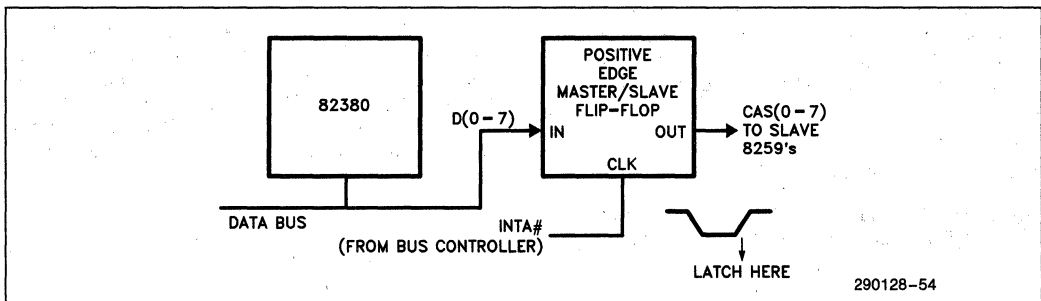 82380
POSITIVE
EDGE
MASTER/SLAVE
FLIP-FLOP
D(0-7)
IN
OUT
CLK
CAS(0-7)
TO SLAVE
8259's
DATA BUS
INTA#
(FROM BUS CONTROLLER)
LATCH HERE
290128-54